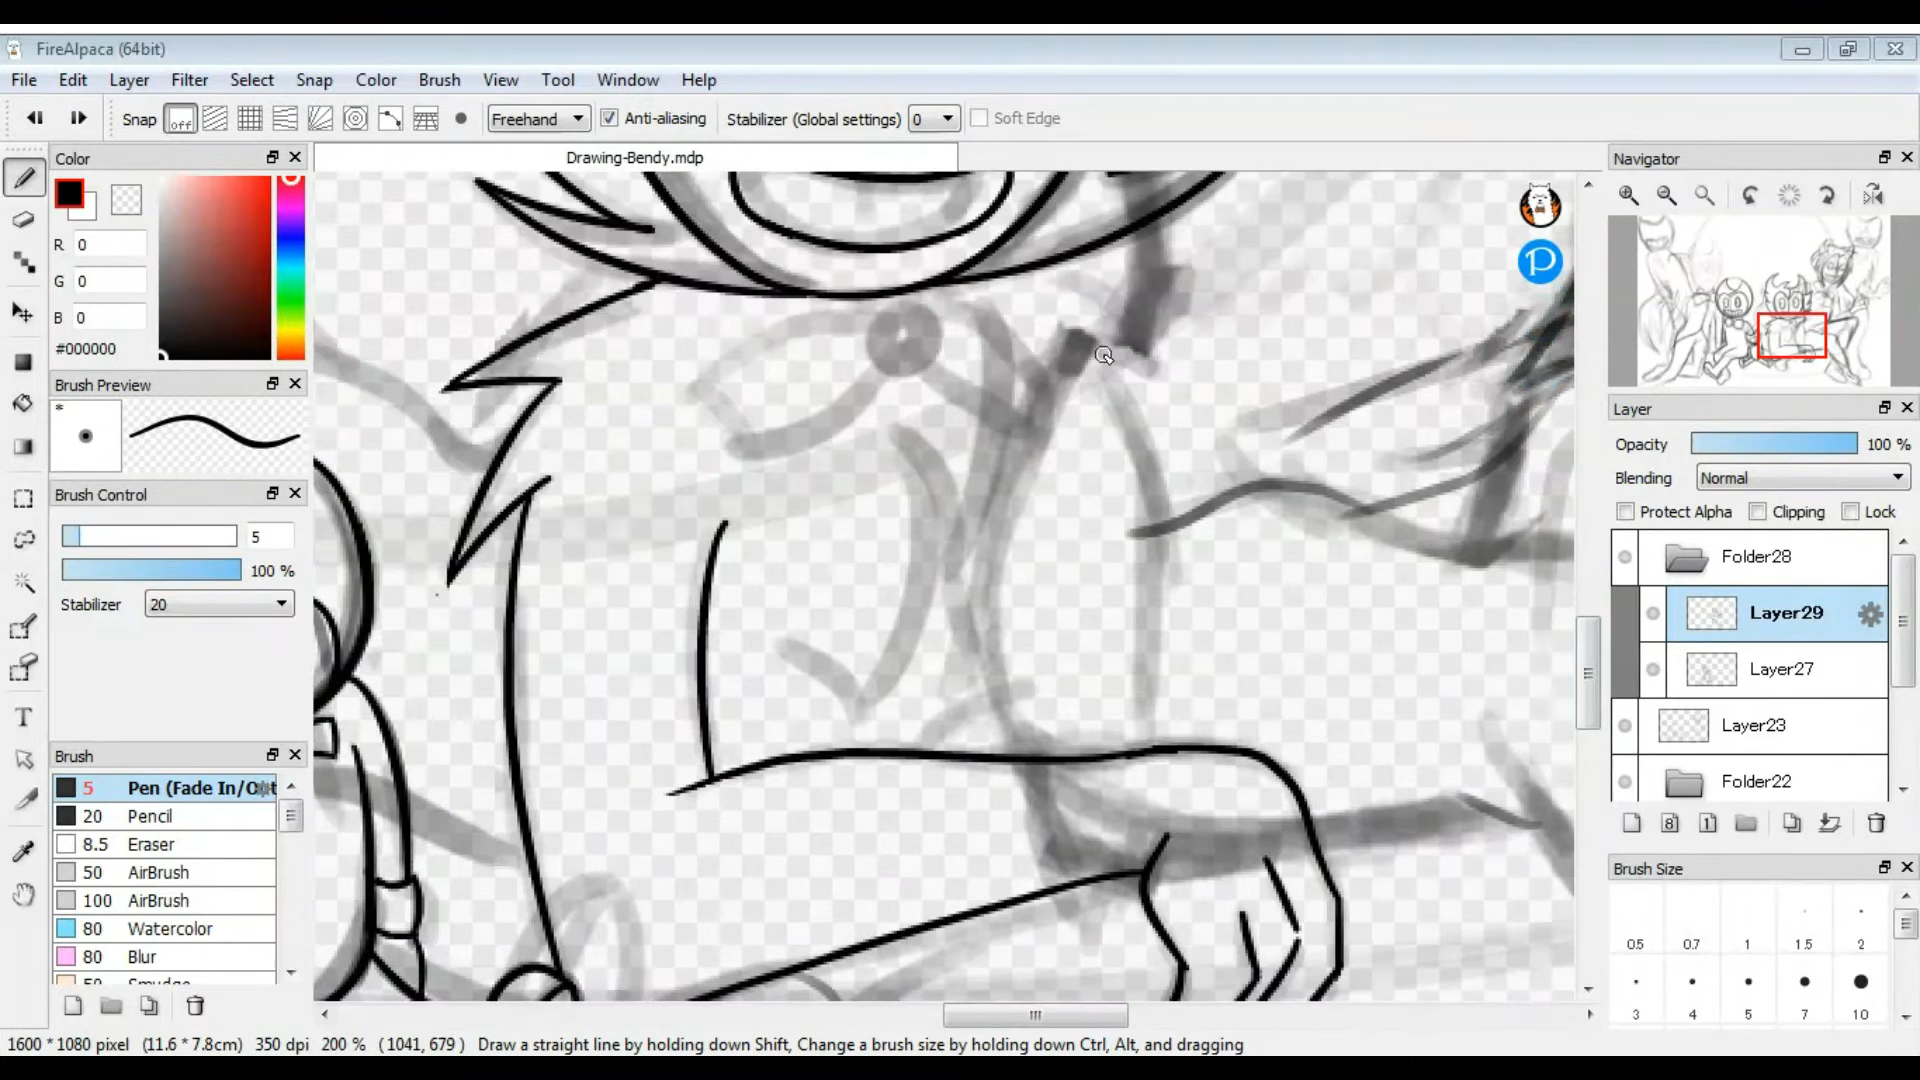 FireAlpaca (64bit)
File Edit Layer Filter Select Snap Color Brush View Tool Window Help
Snap off Freehand Anti-aliasing Stabilizer (Global settings) 0 Soft Edge
Color
R 0
G 0
B 0
#000000
Brush Preview
*
Brush Control
5
100 %
Stabilizer 20
Brush
5 Pen (Fade In/Out
20 Pencil
8.5 Eraser
50 AirBrush
100 AirBrush
80 Watercolor
80 Blur
50 Smudge
T
Drawing-Bendy.mdp
P
Navigator
Layer
Opacity 100 %
Blending Normal
Protect Alpha Clipping Lock
Folder28
Layer29
Layer27
Layer23
Folder22
8 1
Brush Size
0.5 0.7 1 1.5 2
3 4 5 7 10
1600 * 1080 pixel (11.6 * 7.8cm) 350 dpi 200 % ( 1041, 679 ) Draw a straight line by holding down Shift, Change a brush size by holding down Ctrl, Alt, and dragging